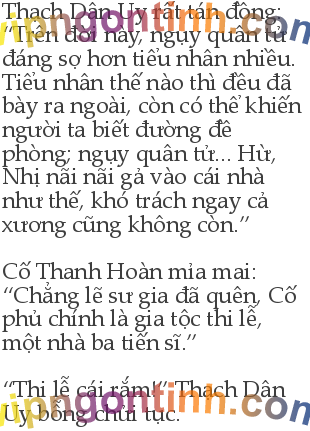 Thạch Dân Uy rất tán đồng:
“Trên đời này, ngụy quân tử
đáng sợ hơn tiểu nhân nhiều.
Tiểu nhân thế nào thì đều đã
bày ra ngoài, còn có thể khiến
người ta biết đường đề
phòng; ngụy quân tử... Hừ,
Nhị nãi nãi gả vào cái nhà
như thế, khó trách ngay cả
xương cũng không còn.”
Cố Thanh Hoàn mỉa mai:
“Chẳng lẽ sư gia đã quên, Cố
phủ chính là gia tộc thi lễ,
một nhà ba tiến sĩ.”
“Thi lễ cái rắm!” Thạch Dân
Uy bỗng chửi tục.
vipngontinh.com
vipngontinh.com
vipngontinh.com